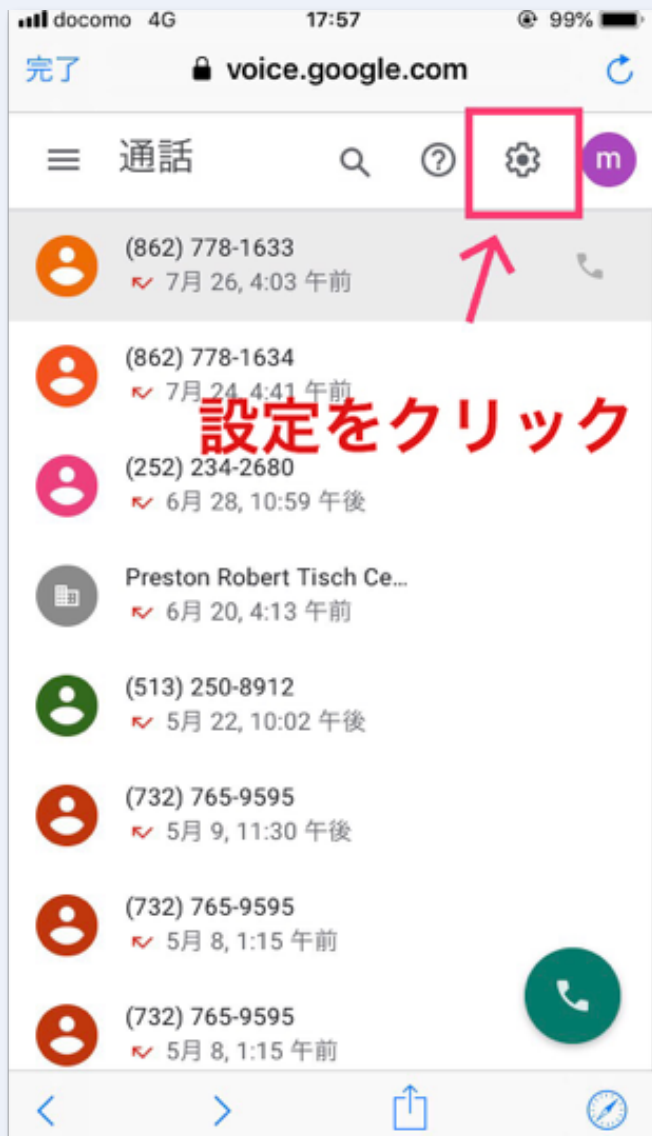 docomo 4G 17:57 99%
完了 voice.google.com
通話 m
(862) 778-1633
7月 26, 4:03 午前
(862) 778-1634
7月 24, 4:41 午前
設定をクリック
(252) 234-2680
6月 28, 10:59 午後
Preston Robert Tisch Ce...
6月 20, 4:13 午前
(513) 250-8912
5月 22, 10:02 午後
(732) 765-9595
5月 9, 11:30 午後
(732) 765-9595
5月 8, 1:15 午前
(732) 765-9595
5月 8, 1:15 午前